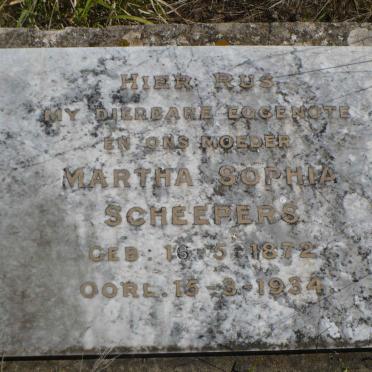 HIER RUS
MY DIERBARE EGGENOTE
EN ONS MOEDER
MARTHA SOPHIA
SCHEEPERS
GEB: 16-5-1872
OORL. 15-3-1934